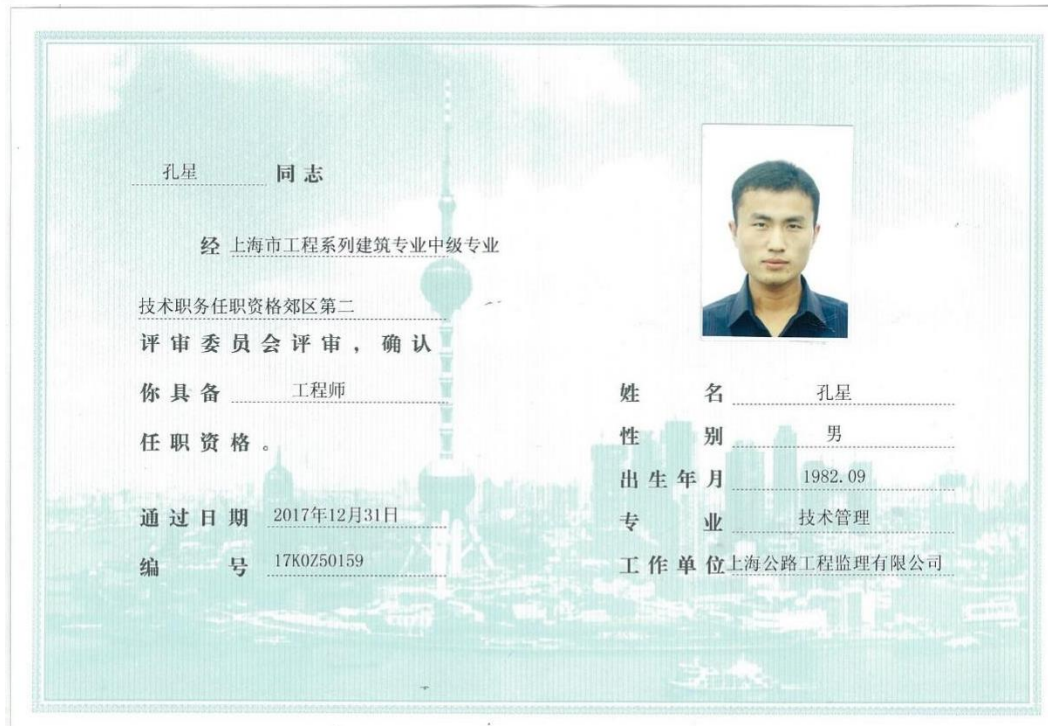 孔星 同志
经 上海市工程系列建筑专业中级专业
技术职务任职资格郊区第二
评审委员会评审，确认
你具备 工程师
任职资格。
通过日期 2017年12月31日
编号 17K0Z50159
姓名 孔星
性别 男
出生年月 1982.09
专业 技术管理
工作单位 上海公路工程监理有限公司